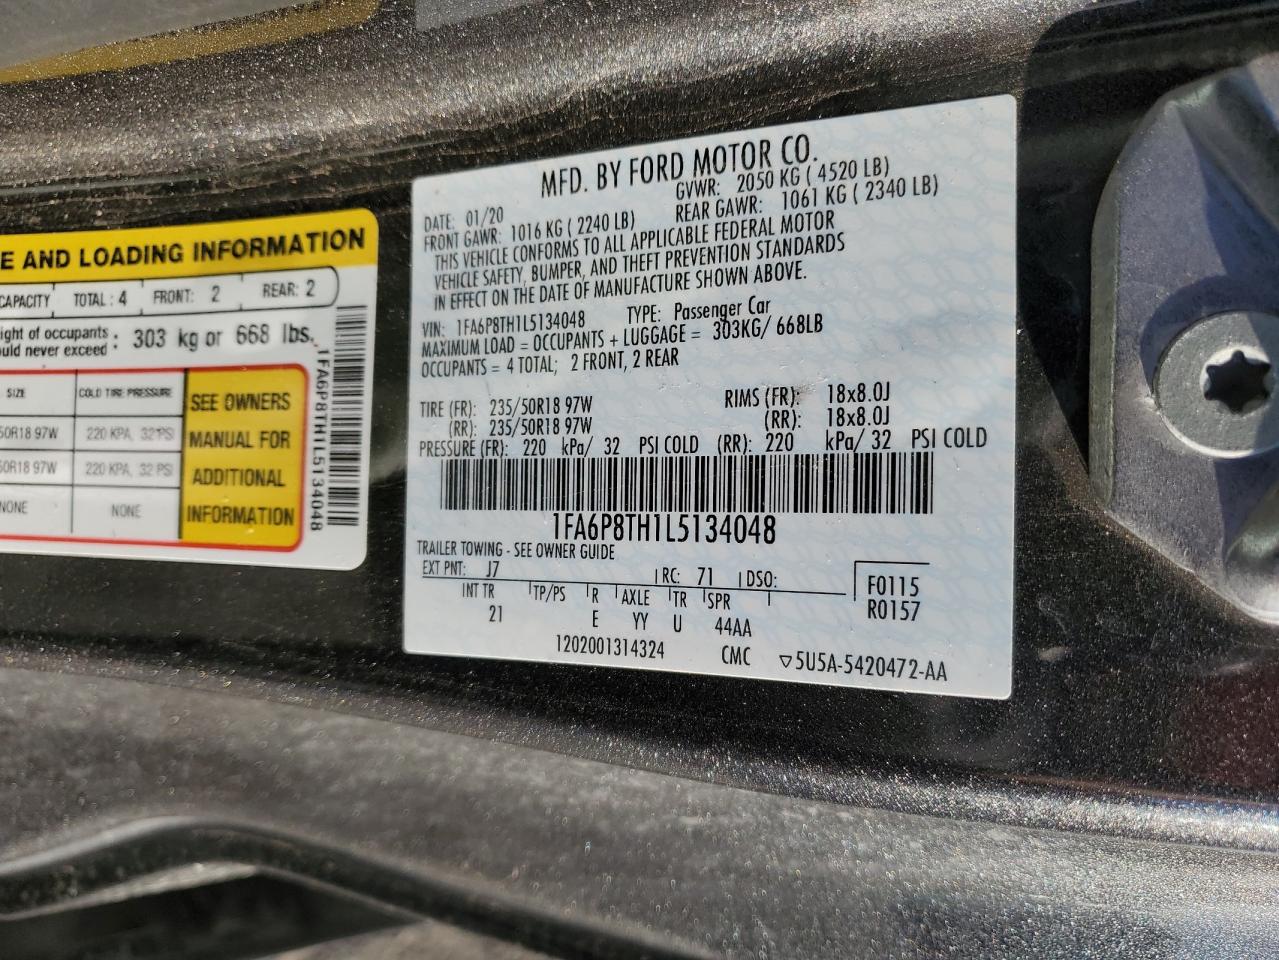 E AND LOADING INFORMATION
CAPACITY TOTAL: 4 FRONT: 2 REAR: 2
ight of occupants
ould never exceed : 303 kg or 668 lbs.
SIZE COLD TIRE PRESSURE
50R18 97W 220 KPA, 32 PSI
50R18 97W 220 KPA, 32 PSI
NONE NONE
SEE OWNERS
MANUAL FOR
ADDITIONAL
INFORMATION
1FA6P8TH1L5134048
MFD. BY FORD MOTOR CO.
DATE: 01/20 GVWR: 2050 KG ( 4520 LB)
FRONT GAWR: 1016 KG ( 2240 LB) REAR GAWR: 1061 KG ( 2340 LB)
THIS VEHICLE CONFORMS TO ALL APPLICABLE FEDERAL MOTOR
VEHICLE SAFETY, BUMPER, AND THEFT PREVENTION STANDARDS
IN EFFECT ON THE DATE OF MANUFACTURE SHOWN ABOVE.
VIN: 1FA6P8TH1L5134048 TYPE: Passenger Car
MAXIMUM LOAD = OCCUPANTS + LUGGAGE = 303KG/ 668LB
OCCUPANTS = 4 TOTAL; 2 FRONT, 2 REAR
TIRE (FR): 235/50R18 97W RIMS (FR): 18x8.0J
(RR): 235/50R18 97W (RR): 18x8.0J
PRESSURE (FR): 220 kPa/ 32 PSI COLD (RR): 220 kPa/ 32 PSI COLD
1FA6P8TH1L5134048
TRAILER TOWING - SEE OWNER GUIDE
EXT PNT: J7 RC: 71 DSO: F0115
INT TR TP/PS R AXLE TR SPR R0157
21 E YY U 44AA
1202001314324 CMC ▽5U5A-5420472-AA